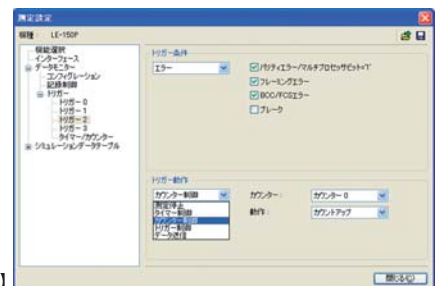 測定設定
機種： LE-150P
機能選択
インターフェース
データモニター
コンフィグレーション
記録制御
トリガー
トリガー 0
トリガー 1
トリガー 2
トリガー 3
タイマー/カウンター
シミュレーションデータテーブル
トリガー条件
エラー
パリティエラー/マルチプロセッサビット="1"
フレーミングエラー
BCC/FCSエラー
ブレーク
トリガー動作
カウンター制御
測定停止
タイマー制御
カウンター制御
トリガー制御
データ送信
カウンター：
カウンター 0
動作：
カウントアップ
閉じる(C)
】